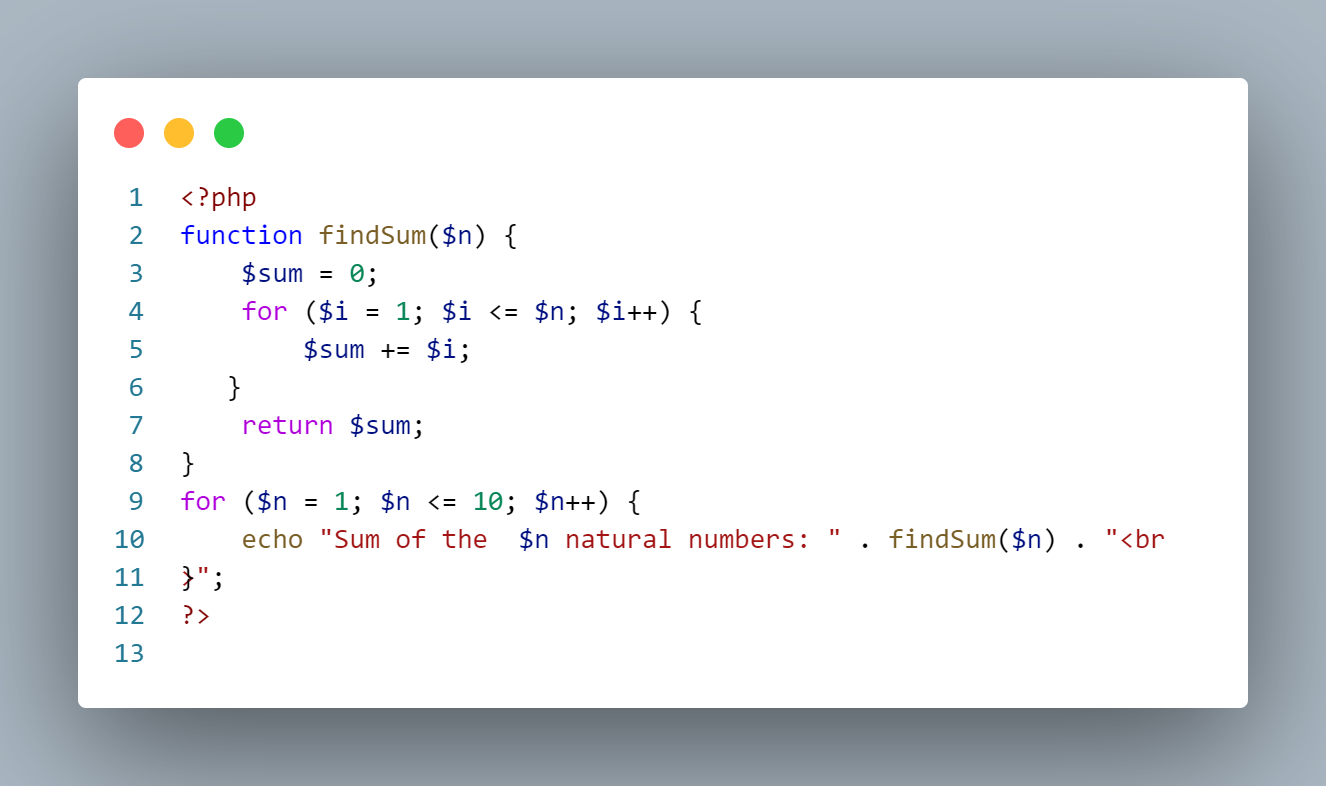 1 <?php
2 function findSum($n) {
3     $sum = 0;
4     for ($i = 1; $i <= $n; $i++) {
5         $sum += $i;
6    }
7     return $sum;
8 }
9 for ($n = 1; $n <= 10; $n++) {
10     echo "Sum of the  $n natural numbers: " . findSum($n) . "<br
>";
11 }
12 ?>
13